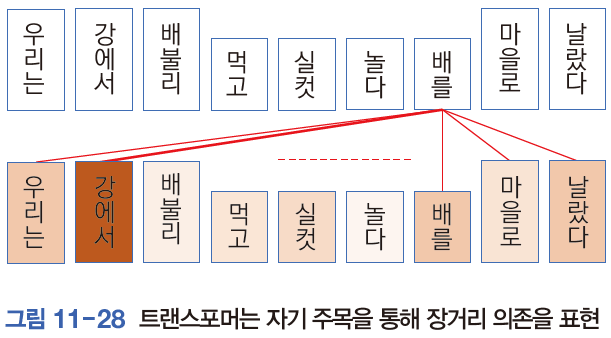 우리는 강에서 배불리 먹고 실컷 놀다 배를 마을로 날랐다
우리는 강에서 배불리 먹고 실컷 놀다 배를 마을로 날랐다
그림 11-28 트랜스포머는 자기 주목을 통해 장거리 의존을 표현